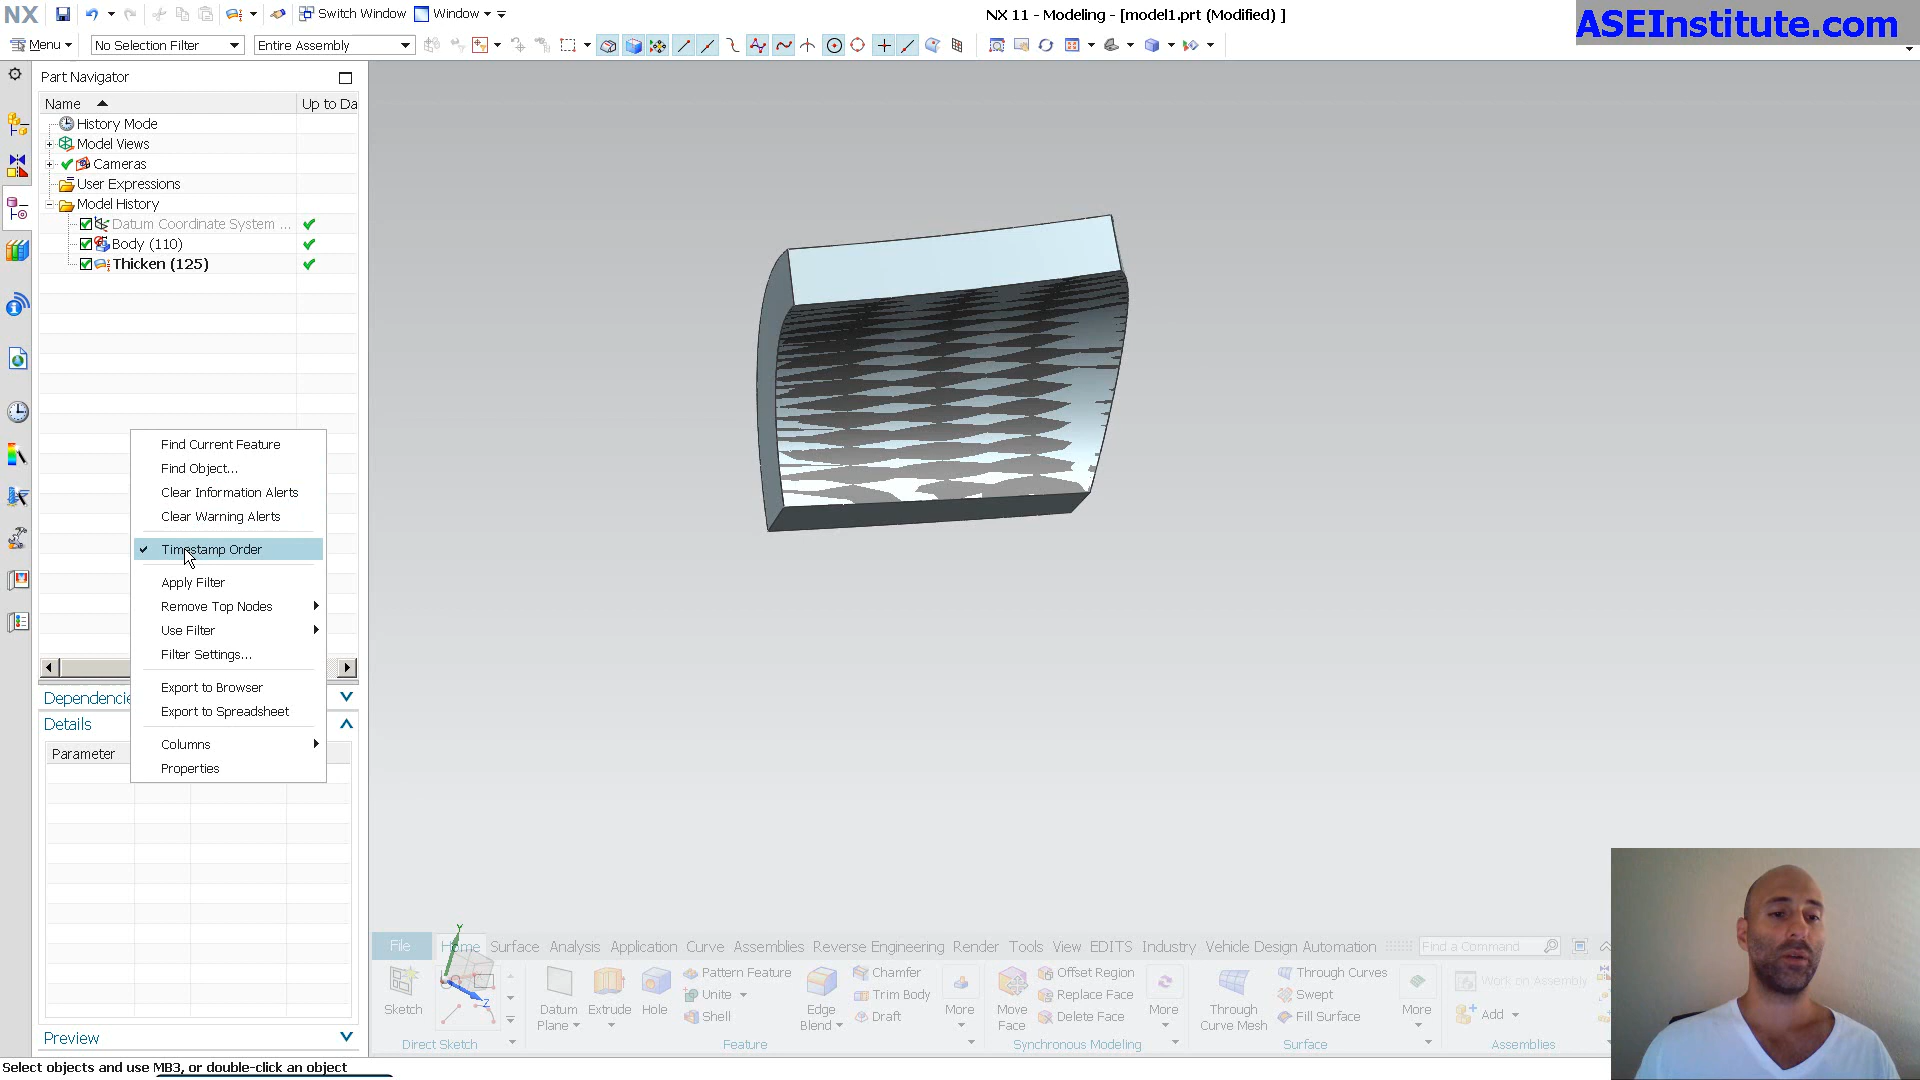 NX
Switch Window
Window
NX 11 - Modeling - [model1.prt (Modified) ]
ASEInstitute.com
Menu
No Selection Filter
Entire Assembly
Part Navigator
Name
Up to Da
History Mode
Model Views
Cameras
User Expressions
Model History
Datum Coordinate System ...
Body (110)
Thicken (125)
Find Current Feature
Find Object...
Clear Information Alerts
Clear Warning Alerts
Timestamp Order
Apply Filter
Remove Top Nodes
Use Filter
Filter Settings...
Export to Browser
Export to Spreadsheet
Columns
Properties
Dependencie
Details
Parameter
Preview
Y
Z
File
Home
Surface
Analysis
Application
Curve
Assemblies
Reverse Engineering
Render
Tools
View
EDITS
Industry
Vehicle Design Automation
Find a Command
Sketch
Direct Sketch
Datum
Plane
Extrude
Hole
Pattern Feature
Unite
Shell
Edge
Blend
Chamfer
Trim Body
Draft
More
Feature
Move
Face
Offset Region
Replace Face
Delete Face
More
Synchronous Modeling
Through
Curve Mesh
Through Curves
Swept
Fill Surface
More
Surface
Work on Assembly
Add
Assemblies
Select objects and use MB3, or double-click an object